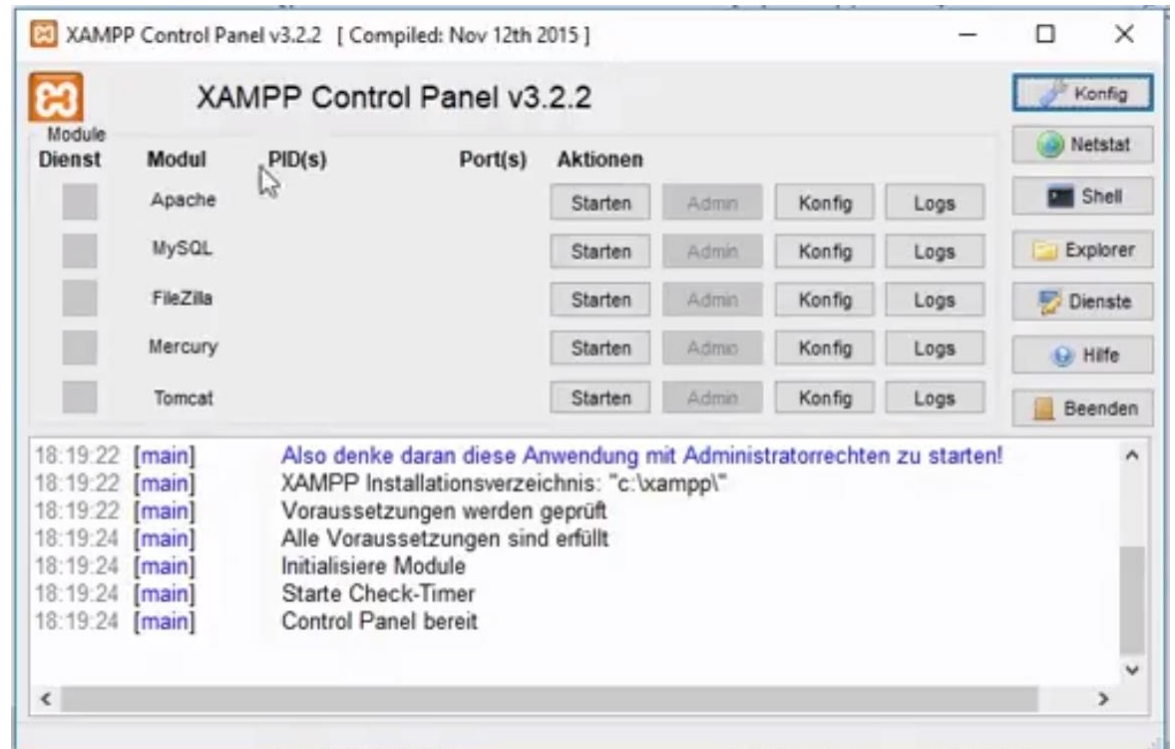 XAMPP Control Panel v3.2.2 [ Compiled: Nov 12th 2015 ]
XAMPP Control Panel v3.2.2
Konfig
Module
Dienst Modul PID(s) Port(s) Aktionen
Netstat
Apache Starten Admin Konfig Logs
Shell
MySQL Starten Admin Konfig Logs
Explorer
FileZilla Starten Admin Konfig Logs
Dienste
Mercury Starten Admin Konfig Logs
Hilfe
Tomcat Starten Admin Konfig Logs
Beenden
18:19:22 [main] Also denke daran diese Anwendung mit Administratorrechten zu starten!
18:19:22 [main] XAMPP Installationsverzeichnis: "c:\xampp\"
18:19:22 [main] Voraussetzungen werden geprüft
18:19:24 [main] Alle Voraussetzungen sind erfüllt
18:19:24 [main] Initialisiere Module
18:19:24 [main] Starte Check-Timer
18:19:24 [main] Control Panel bereit